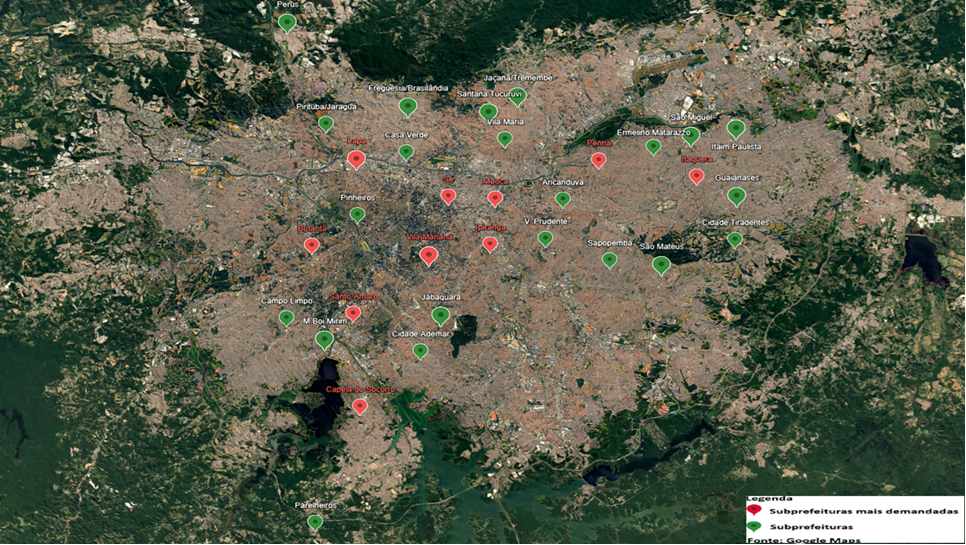 Perus
Jaçanã/Tremembé
Freguesia/Brasilândia
Santana Tucuruvi
Pirituba/Jaraguá
Vila Maria
São Miguel
Ermelino Matarazzo
Casa Verde
Lapa
Penha
Itaim Paulista
Itaquera
Guaianases
Sé
Moóca
Aricanduva
Pinheiros
Cidade Tiradentes
V. Prudente
Butantã
Vila Mariana
Ipiranga
Sapopemba
São Mateus
Campo Limpo
Santo Amaro
Jabaquara
M Boi Mirim
Cidade Ademar
Capela do Socorro
Parelheiros
Legenda
Subprefeituras mais demandadas
Subprefeituras
Fonte: Google Maps